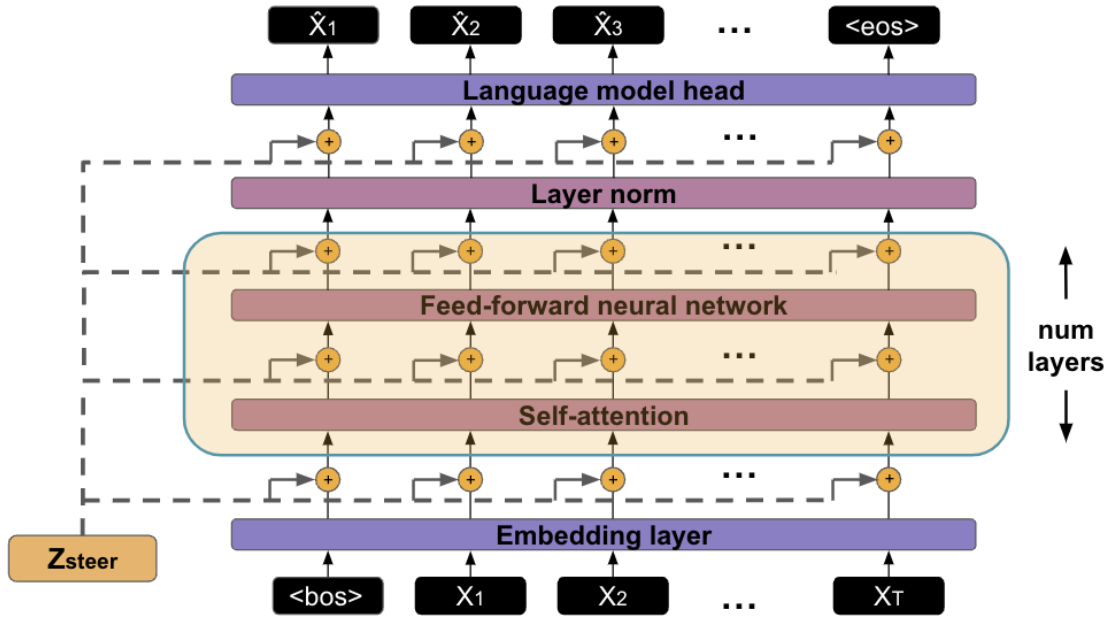 X̂1 X̂2 X̂3 ... <eos>
Language model head
+ + + ... +
Layer norm
+ + + ... +
Feed-forward neural network
num
layers
+ + + ... +
Self-attention
+ + + ... +
Embedding layer
Zsteer
<bos> X1 X2 ... XT